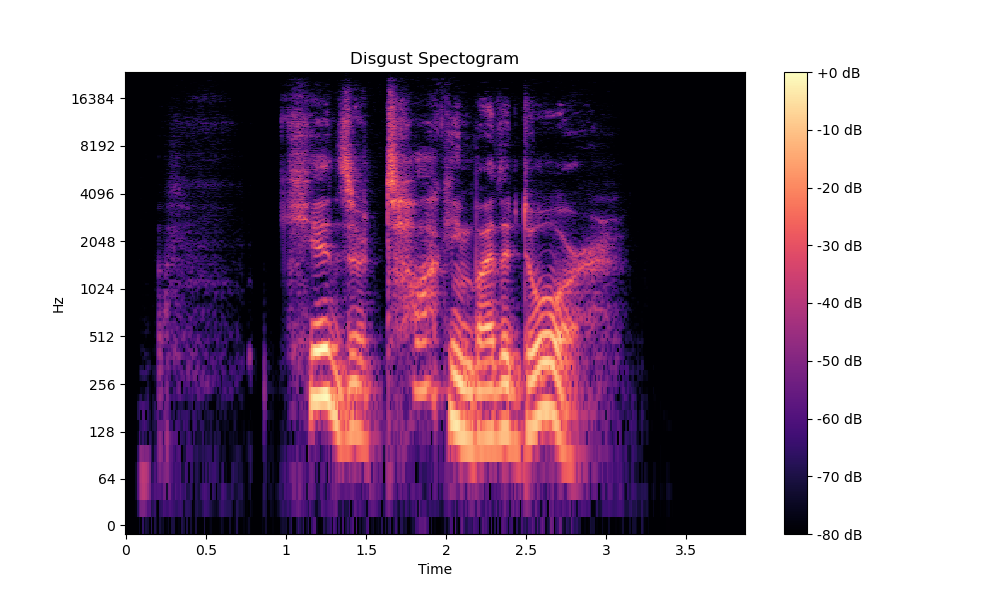 Disgust Spectogram
Hz
16384
8192
4096
2048
1024
512
256
128
64
0
0 0.5 1 1.5 2 2.5 3 3.5
Time
+0 dB
-10 dB
-20 dB
-30 dB
-40 dB
-50 dB
-60 dB
-70 dB
-80 dB